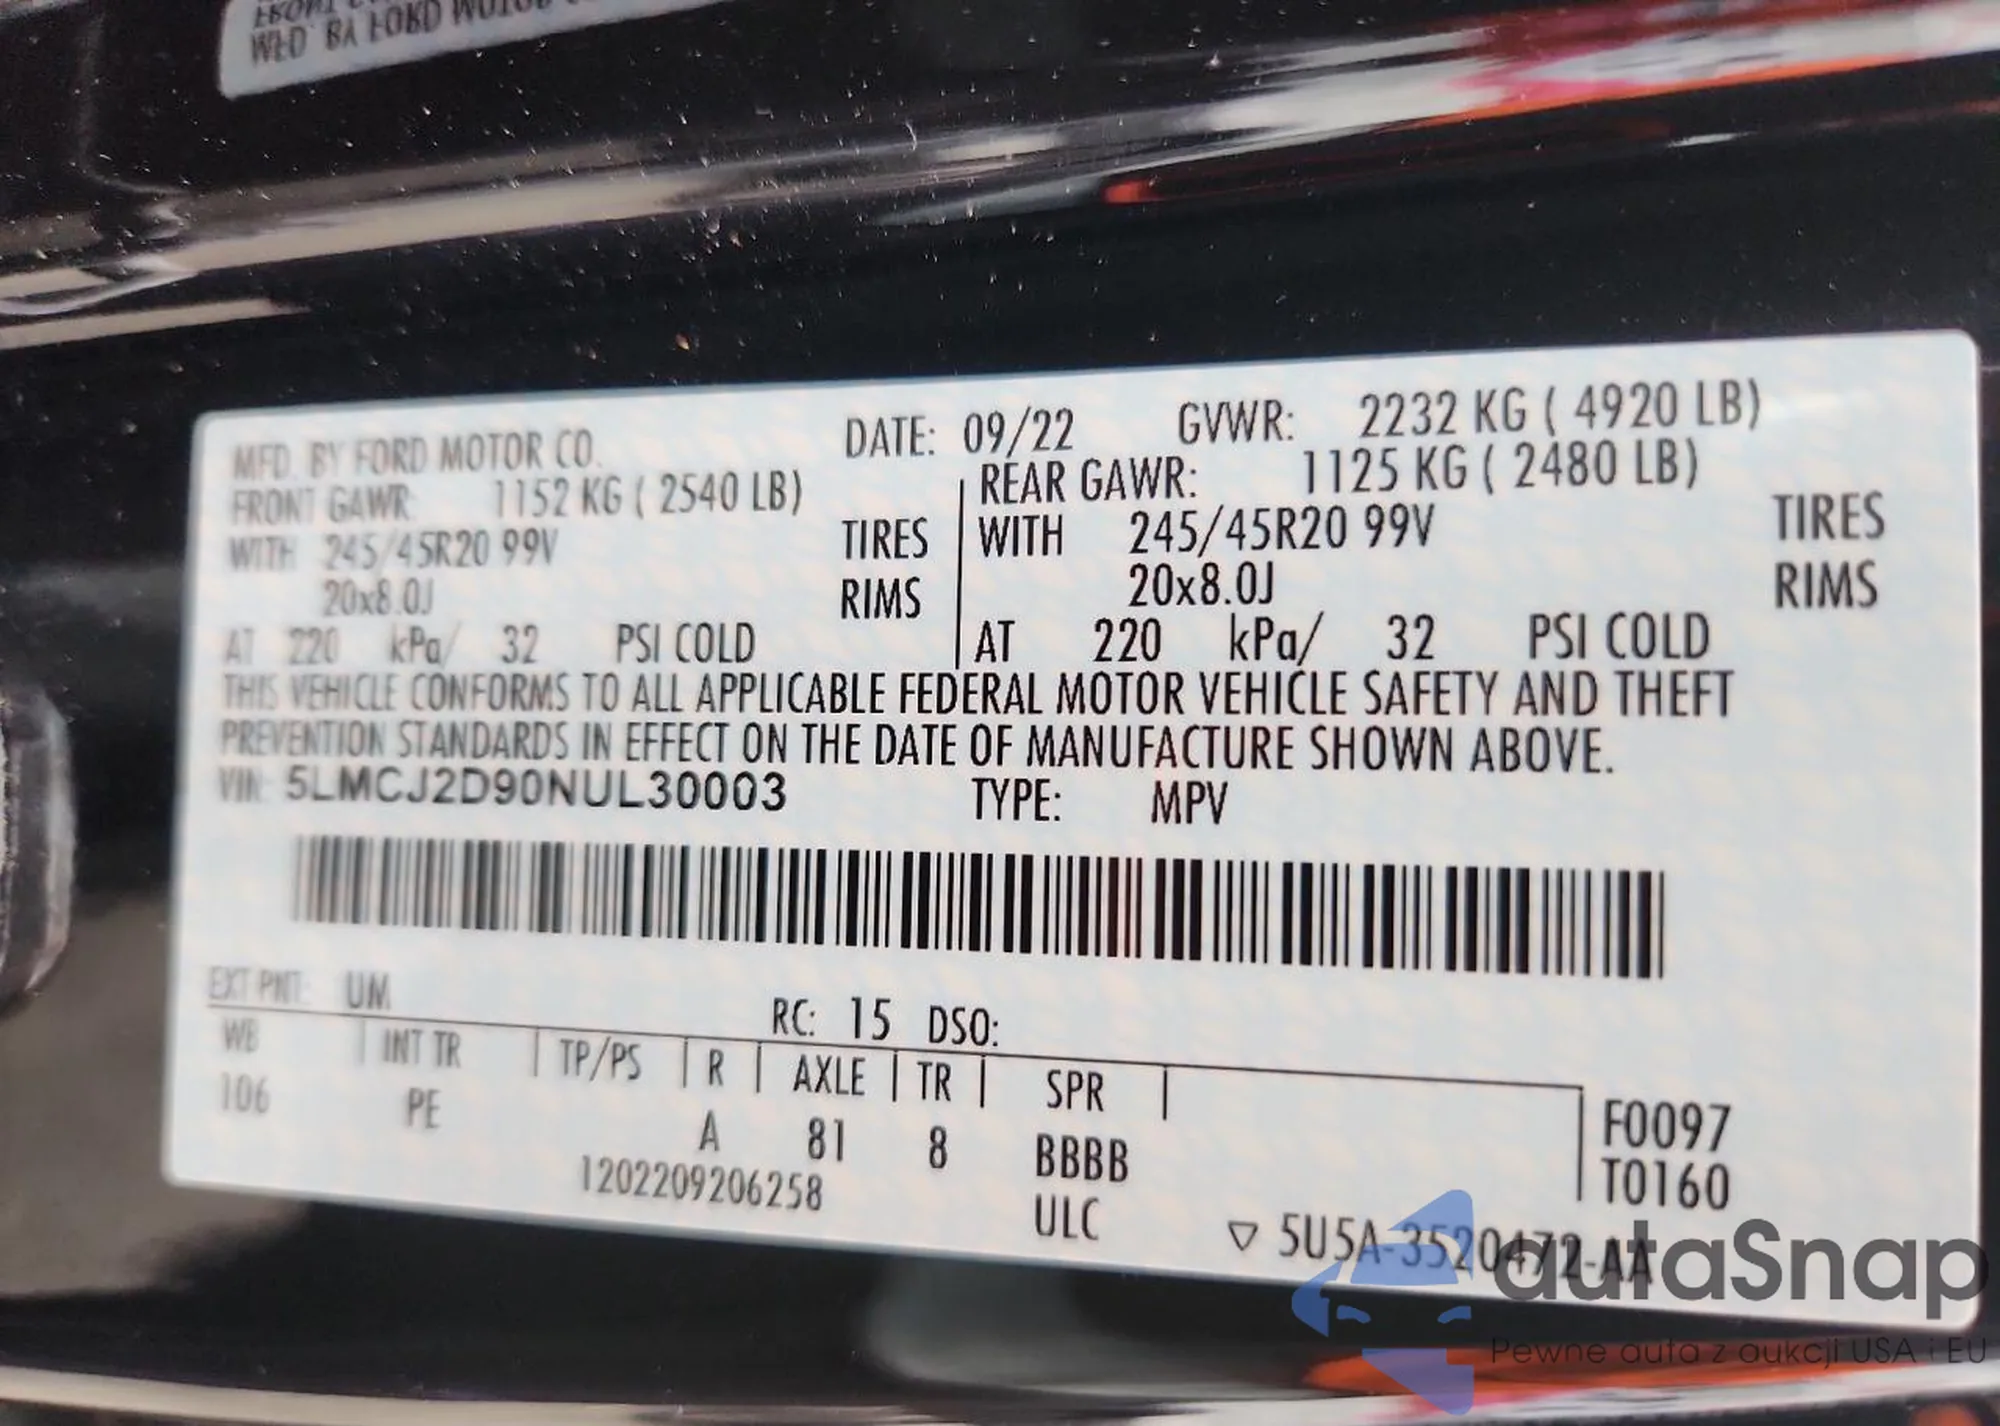 MFD. BY FORD MOTOR CO. DATE: 09/22 GVWR: 2232 KG ( 4920 LB)
FRONT GAWR: 1152 KG ( 2540 LB) REAR GAWR: 1125 KG ( 2480 LB)
WITH 245/45R20 99V TIRES WITH 245/45R20 99V TIRES
20x8.0J RIMS 20x8.0J RIMS
AT 220 kPa/ 32 PSI COLD AT 220 kPa/ 32 PSI COLD
THIS VEHICLE CONFORMS TO ALL APPLICABLE FEDERAL MOTOR VEHICLE SAFETY AND THEFT
PREVENTION STANDARDS IN EFFECT ON THE DATE OF MANUFACTURE SHOWN ABOVE.
VIN: 5LMCJ2D90NUL30003 TYPE: MPV
EXT PNT: UM RC: 15 DSO:
WB INT TR TP/PS R AXLE TR SPR
106 PE A 81 8 BBBB
F0097
T0160
1202209206258 ULC
▽ 5U5A-3520472-AA
autaSnap
Pewne auta z aukcji USA i EU